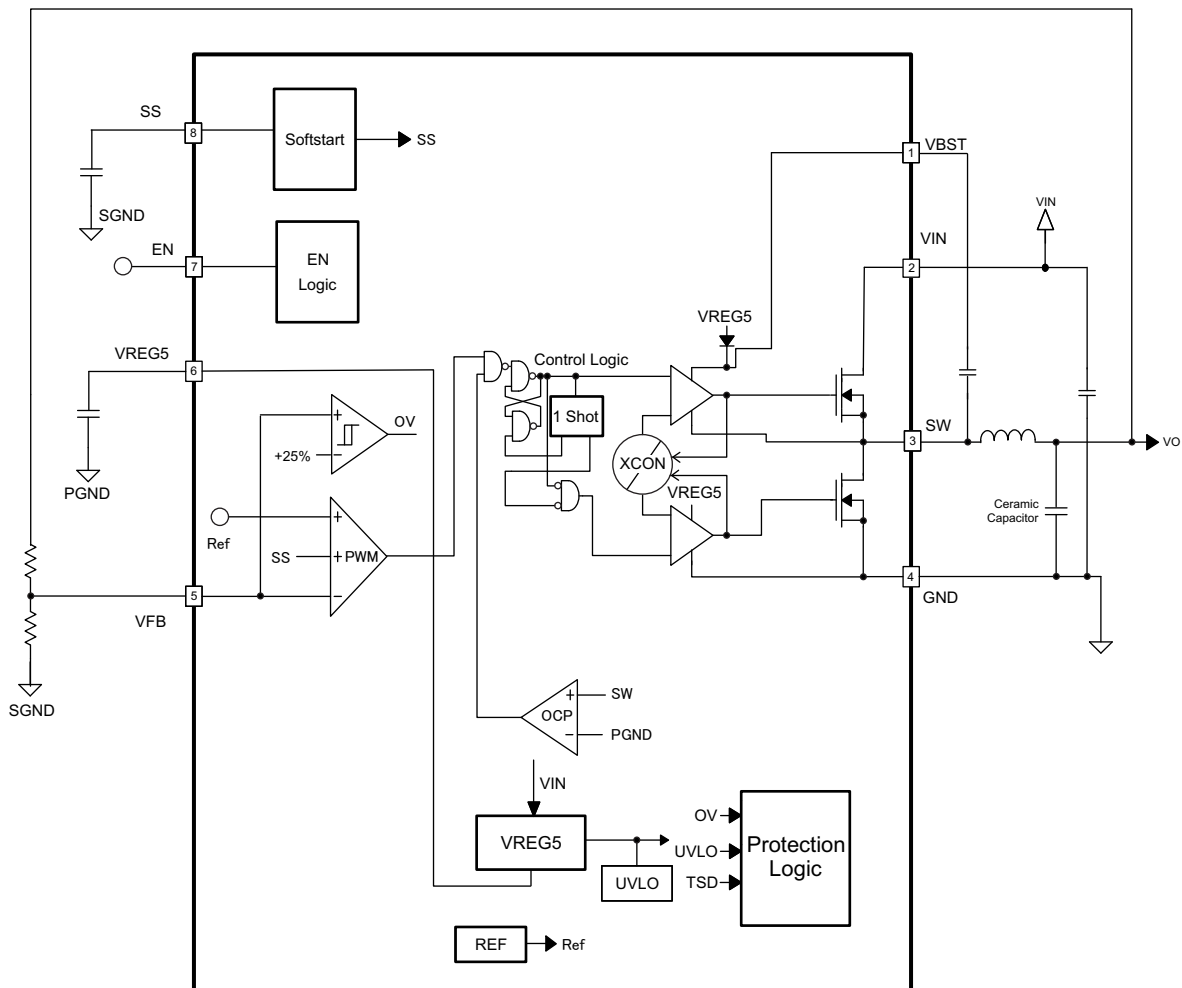 SS
8
Softstart
SS
SGND
1
VBST
VIN
VIN
2
EN
7
EN
Logic
VREG5
6
VREG5
Control Logic
1 Shot
OV
+
+25%
−
PGND
XCON
VREG5
SW
3
VO
Ceramic
Capacitor
Ref
+
SS
+
PWM
−
5
VFB
4
GND
SGND
+
SW
OCP
−
PGND
VIN
VREG5
UVLO
OV
UVLO
TSD
Protection
Logic
REF
Ref